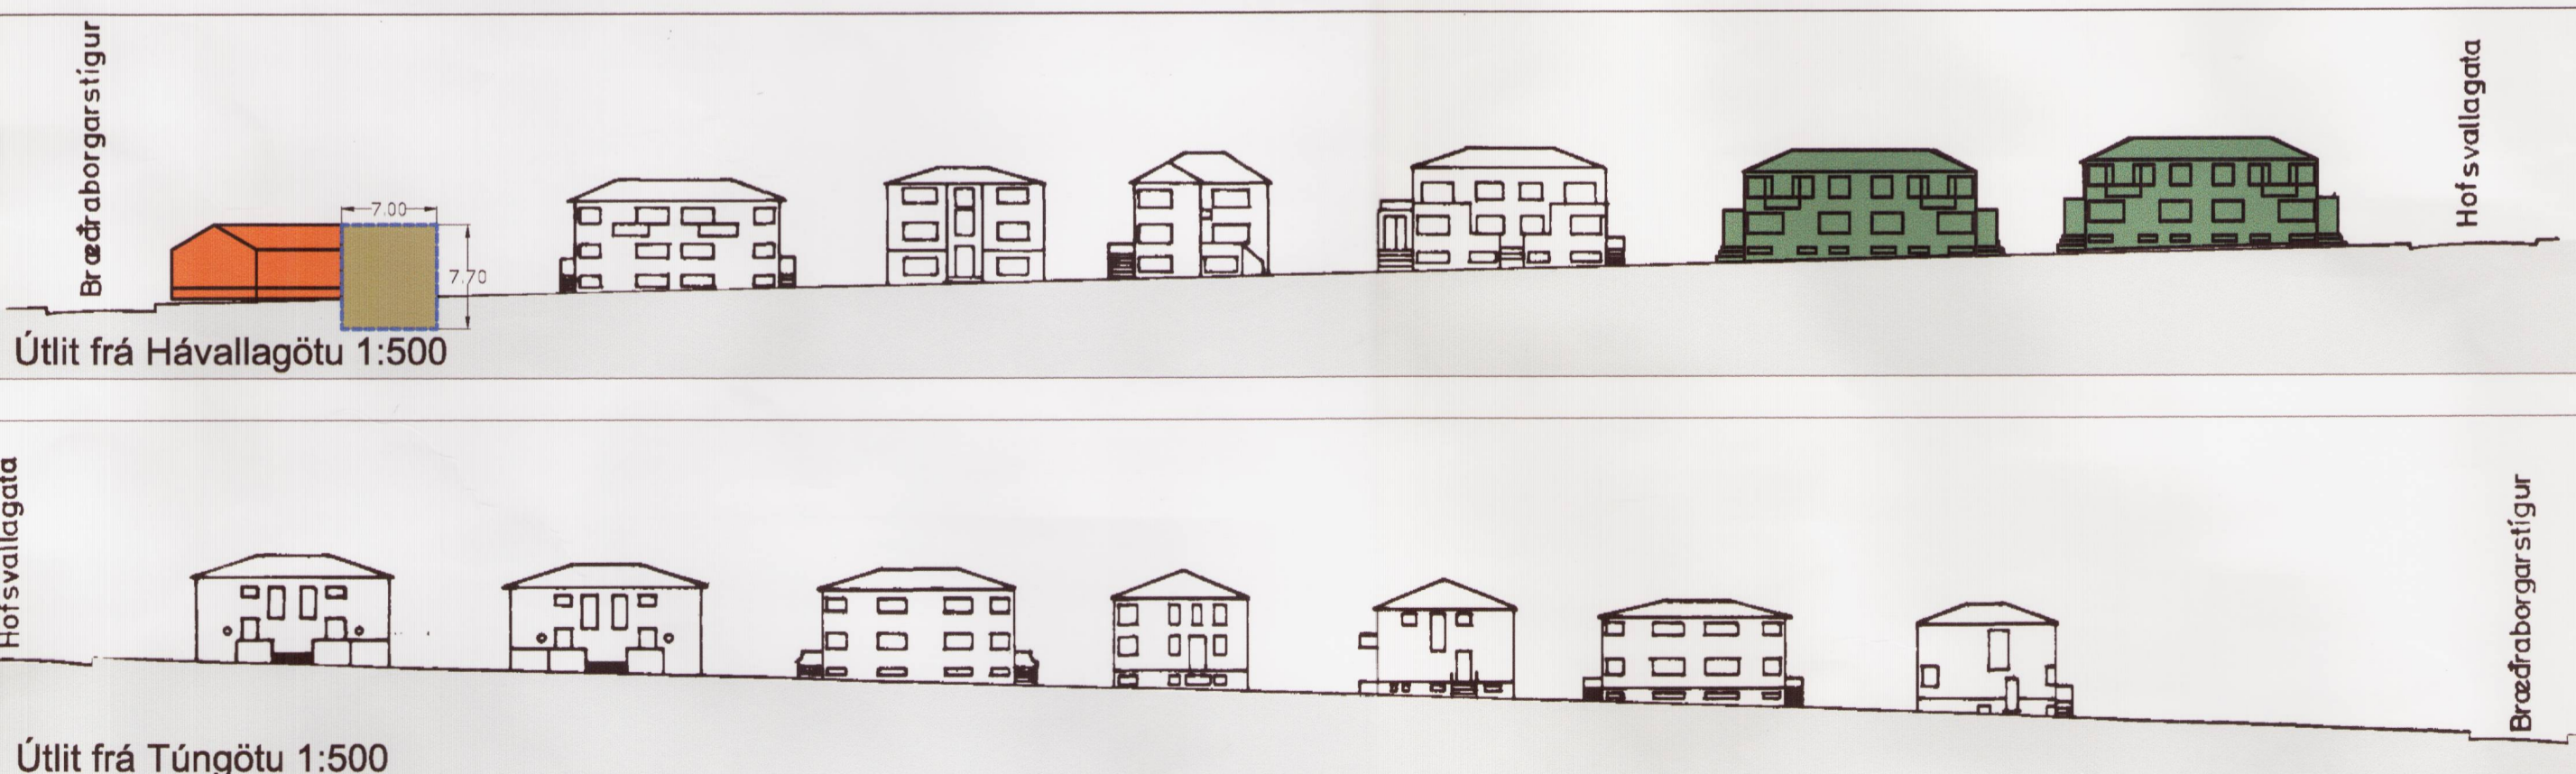 Bræðraborgarstígur
Hofsvallagata
7.00
7.70
Útlit frá Hávallagötu 1:500
Hofsvallagata
Bræðraborgarstígur
Útlit frá Túngötu 1:500